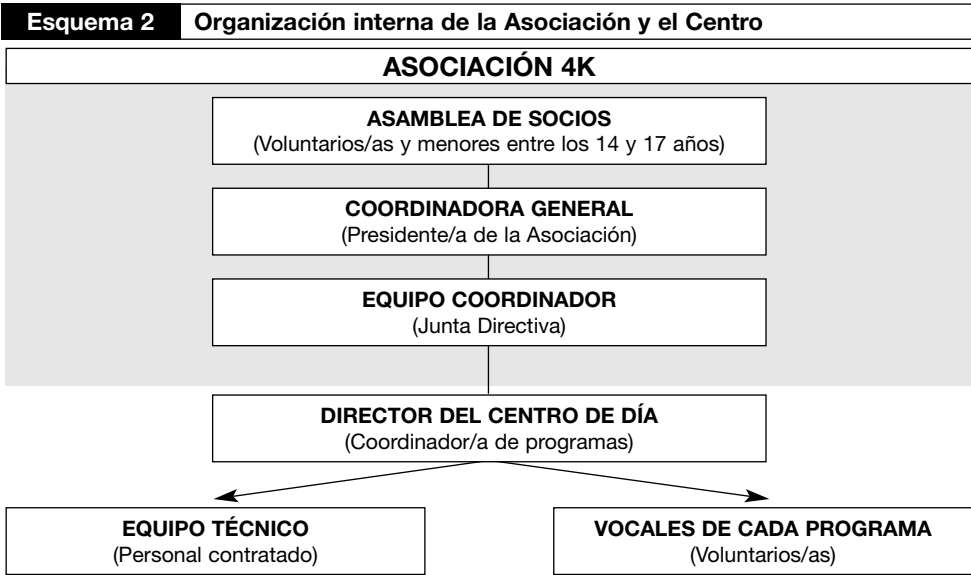 Esquema 2 Organización interna de la Asociación y el Centro
ASOCIACIÓN 4K
ASAMBLEA DE SOCIOS
(Voluntarios/as y menores entre los 14 y 17 años)
COORDINADORA GENERAL
(Presidente/a de la Asociación)
EQUIPO COORDINADOR
(Junta Directiva)
DIRECTOR DEL CENTRO DE DÍA
(Coordinador/a de programas)
EQUIPO TÉCNICO
(Personal contratado)
VOCALES DE CADA PROGRAMA
(Voluntarios/as)